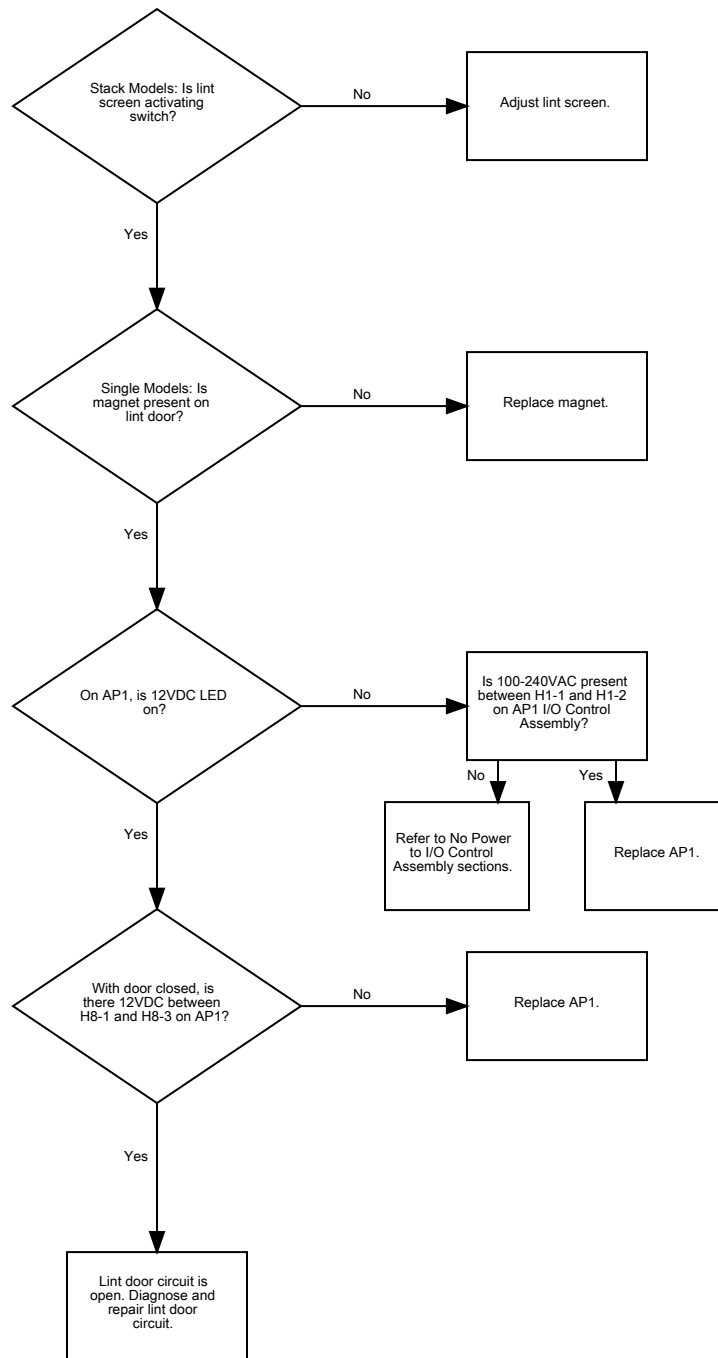 Stack Models: Is lint
screen activating
switch?
No
Adjust lint screen.
Yes
Single Models: Is
magnet present on
lint door?
No
Replace magnet.
Yes
On AP1, is 12VDC LED
on?
No
Is 100-240VAC present
between H1-1 and H1-2
on AP1 I/O Control
Assembly?
No
Yes
Refer to No Power
to I/O Control
Assembly sections.
Replace AP1.
Yes
With door closed, is
there 12VDC between
H8-1 and H8-3 on AP1?
No
Replace AP1.
Yes
Lint door circuit is
open. Diagnose and
repair lint door
circuit.